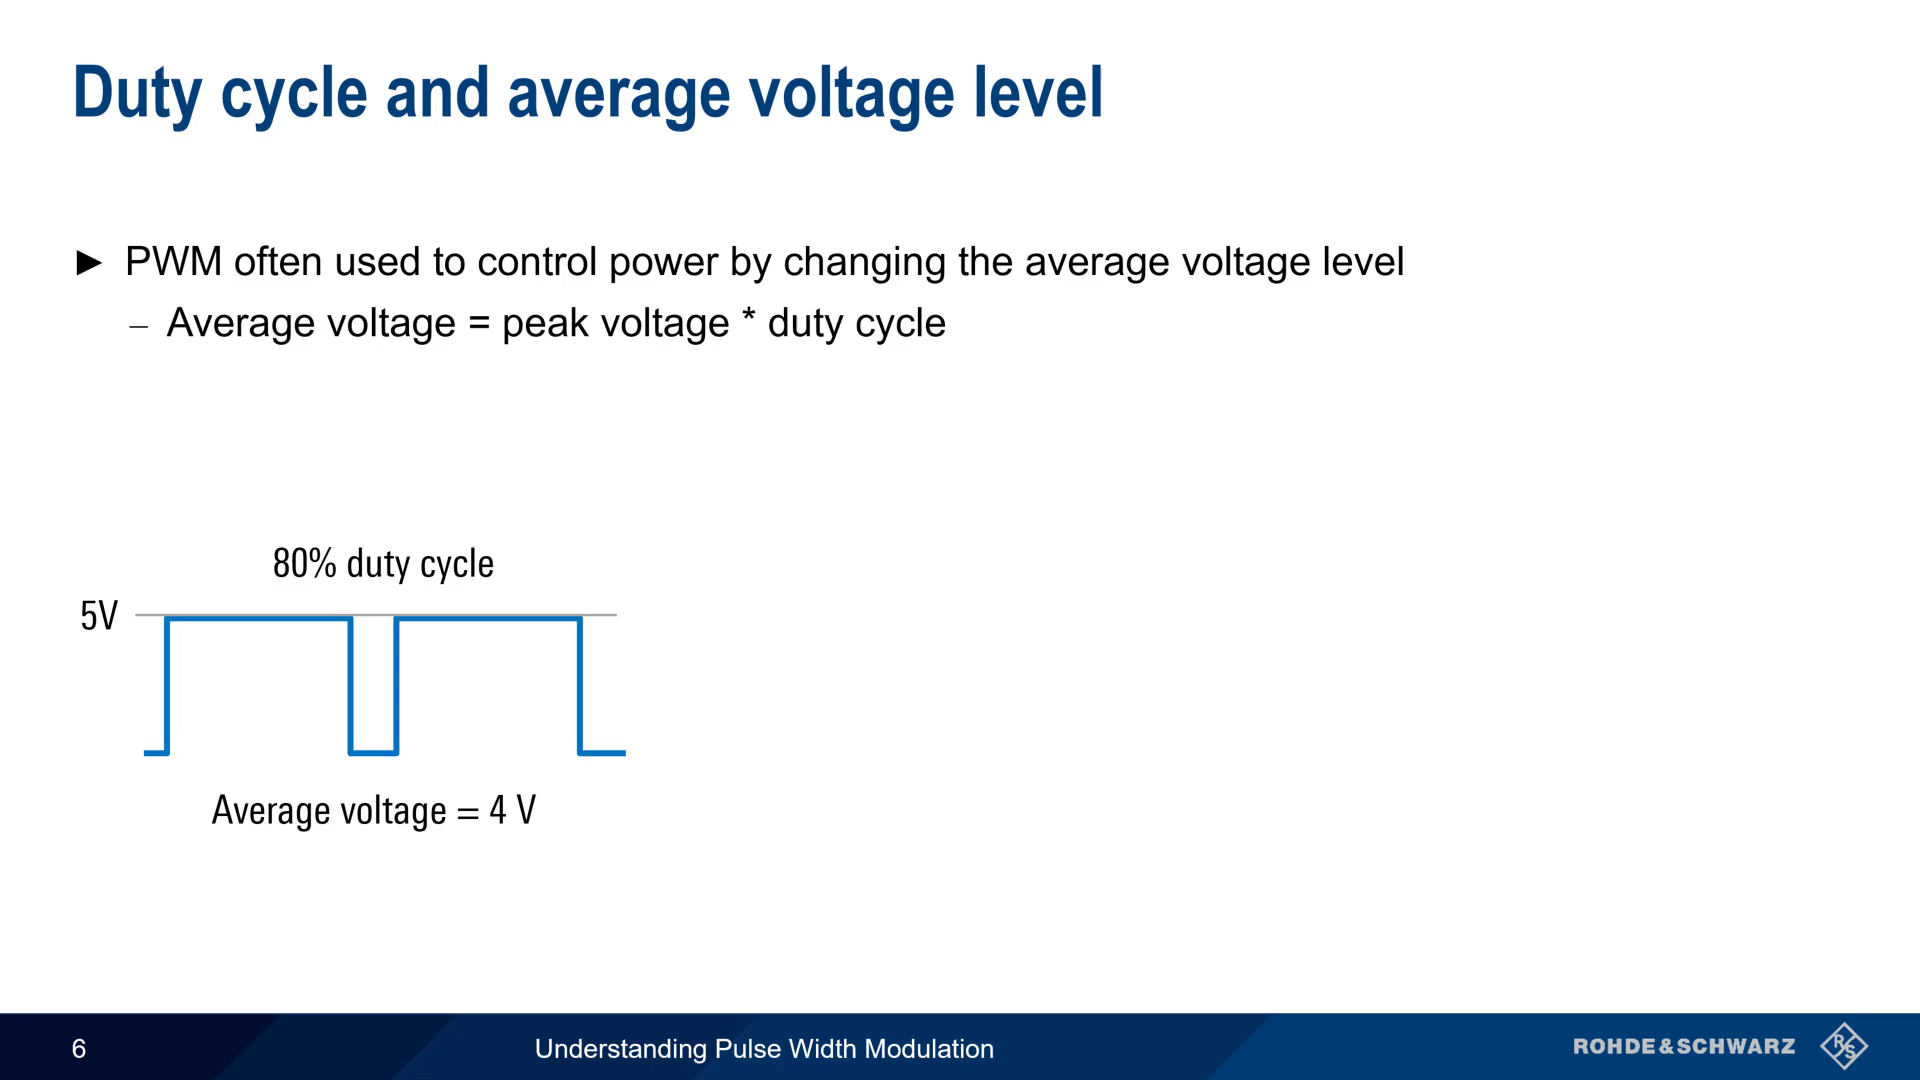 Duty cycle and average voltage level
► PWM often used to control power by changing the average voltage level
– Average voltage = peak voltage * duty cycle
80% duty cycle
5V
Average voltage = 4 V
6
Understanding Pulse Width Modulation
ROHDE&SCHWARZ
RS